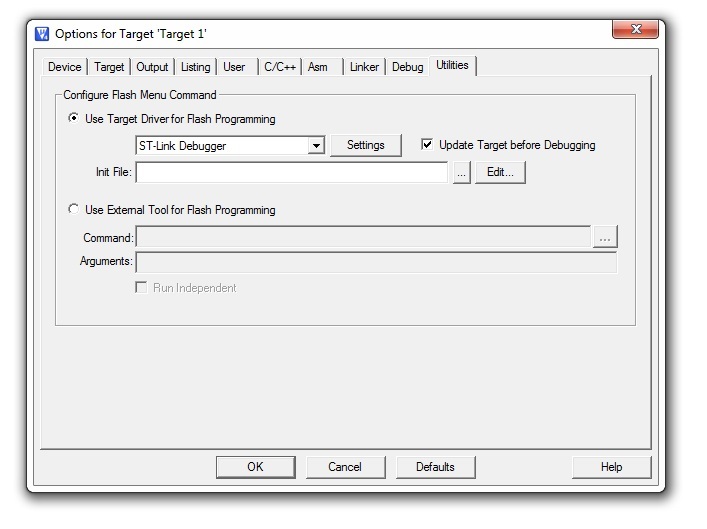 Options for Target 'Target 1'
Device Target Output Listing User C/C++ Asm Linker Debug Utilities
Configure Flash Menu Command
Use Target Driver for Flash Programming
ST-Link Debugger Settings Update Target before Debugging
Init File: ... Edit...
Use External Tool for Flash Programming
Command: ...
Arguments:
Run Independent
OK Cancel Defaults Help